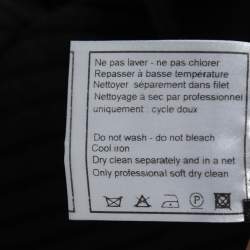 Ne pas laver - ne pas chlorer
Repasser à basse température
Nettoyer séparement dans filet
Nettoyage à sec par professionnel
uniquement : cycle doux
Do not wash - do not bleach
Cool iron
Dry clean separately and in a net
Only professional soft dry clean